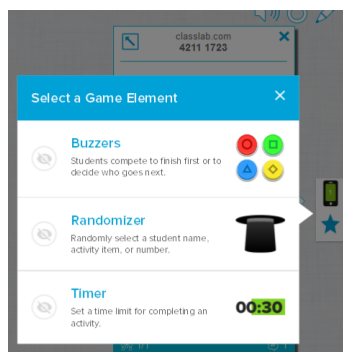 classlab.com
4211 1723
Select a Game Element
Buzzers
Students compete to finish first or to
decide who goes next.
Randomizer
Randomly select a student name,
activity item, or number.
Timer
Set a time limit for completing an
activity.
00:30